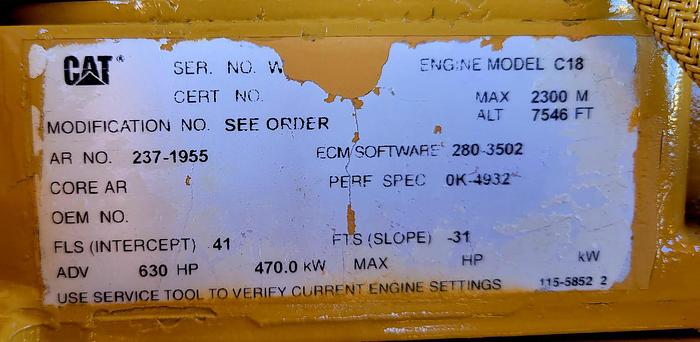 CAT® SER. NO. W ENGINE MODEL C18
CERT NO. MAX 2300 M
MODIFICATION NO. SEE ORDER ALT 7546 FT
AR NO. 237-1955 ECM SOFTWARE 280-3502
CORE AR PERF SPEC 0K-4932
OEM NO.
FLS (INTERCEPT) 41 FTS (SLOPE) -31
ADV 630 HP 470.0 kW MAX HP kW
USE SERVICE TOOL TO VERIFY CURRENT ENGINE SETTINGS 115-5852 2